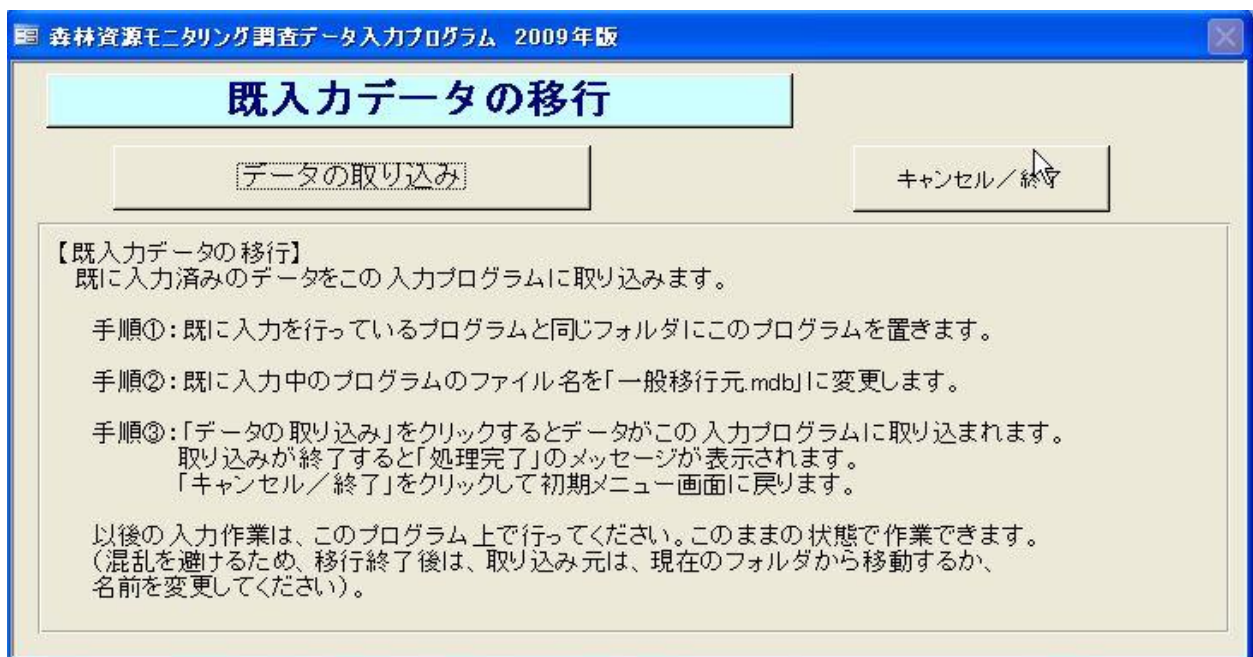 森林資源モニタリング調査データ入力プログラム 2009年版
既入力データの移行
データの取り込み
キャンセル／終了
【既入力データの移行】
既に入力済みのデータをこの入力プログラムに取り込みます。
手順①：既に入力を行っているプログラムと同じフォルダにこのプログラムを置きます。
手順②：既に入力中のプログラムのファイル名を「一般移行元.mdb」に変更します。
手順③：「データの取り込み」をクリックするとデータがこの入力プログラムに取り込まれます。
取り込みが終了すると「処理完了」のメッセージが表示されます。
「キャンセル／終了」をクリックして初期メニュー画面に戻ります。
以後の入力作業は、このプログラム上で行ってください。このままの状態で作業できます。
（混乱を避けるため、移行終了後は、取り込み元は、現在のフォルダから移動するか、
名前を変更してください）。